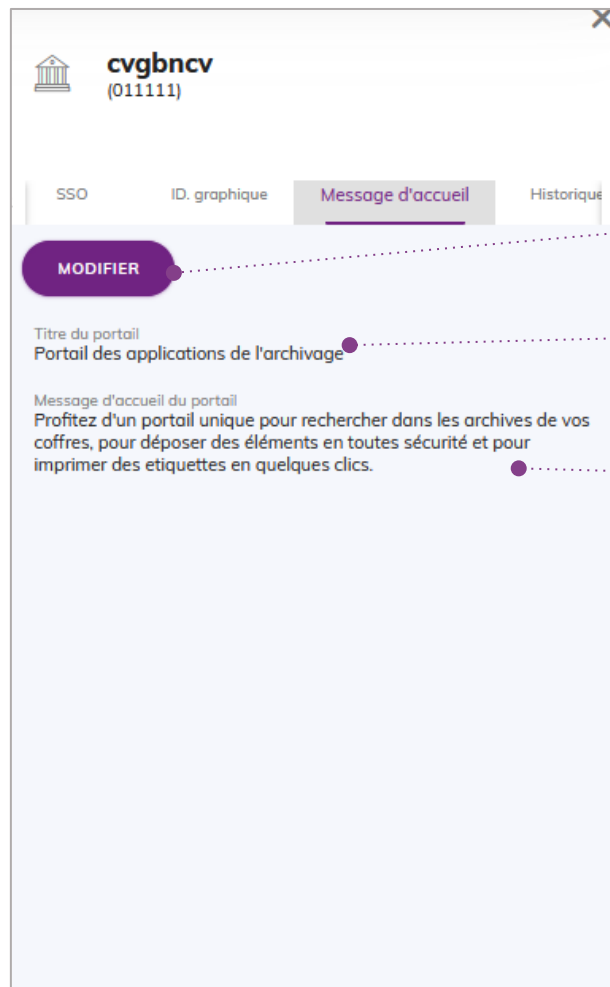 cvgbncv
(011111)
SSO ID. graphique Message d'accueil Historique
MODIFIER
Titre du portail
Portail des applications de l'archivage
Message d'accueil du portail
Profitez d'un portail unique pour rechercher dans les archives de vos
coffres, pour déposer des éléments en toutes sécurité et pour
imprimer des etiquettes en quelques clics.